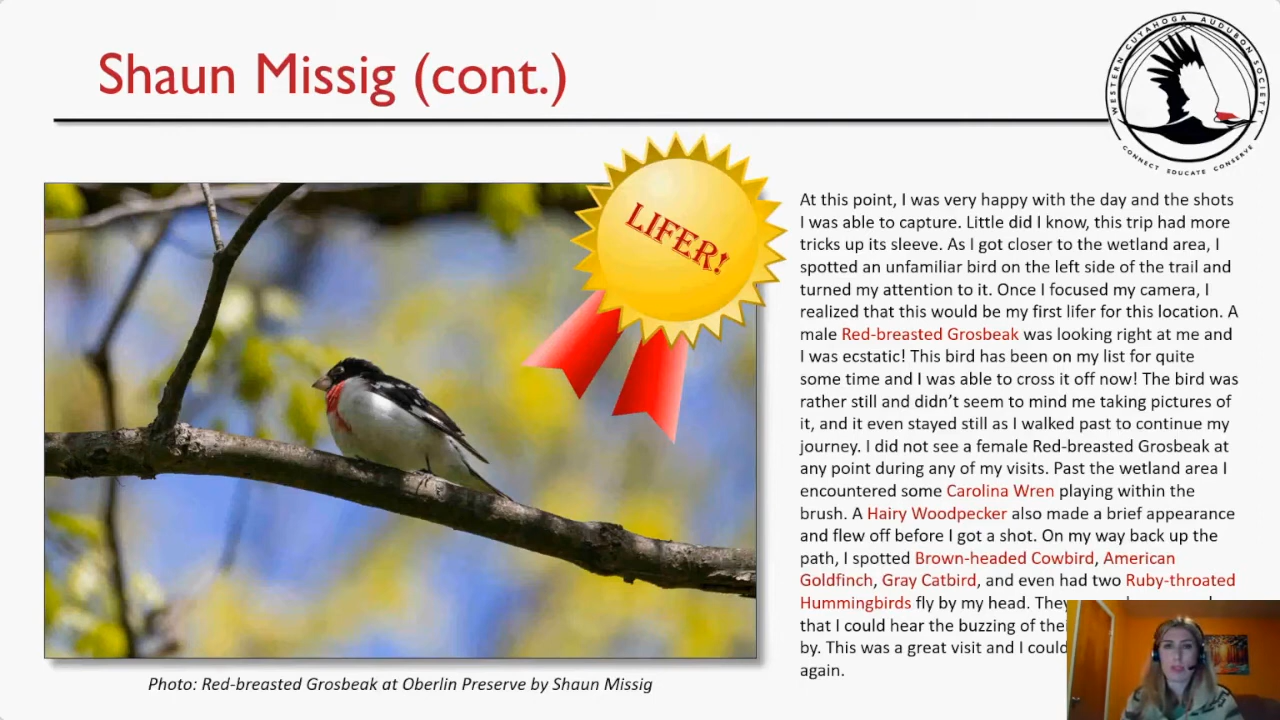 Shaun Missig (cont.)
WESTERN CUYAHOGA AUDUBON SOCIETY
CONNECT EDUCATE CONSERVE
LIFER!
At this point, I was very happy with the day and the shots
I was able to capture. Little did I know, this trip had more
tricks up its sleeve. As I got closer to the wetland area, I
spotted an unfamiliar bird on the left side of the trail and
turned my attention to it. Once I focused my camera, I
realized that this would be my first lifer for this location. A
male Red-breasted Grosbeak was looking right at me and
I was ecstatic! This bird has been on my list for quite
some time and I was able to cross it off now! The bird was
rather still and didn’t seem to mind me taking pictures of
it, and it even stayed still as I walked past to continue my
journey. I did not see a female Red-breasted Grosbeak at
any point during any of my visits. Past the wetland area I
encountered some Carolina Wren playing within the
brush. A Hairy Woodpecker also made a brief appearance
and flew off before I got a shot. On my way back up the
path, I spotted Brown-headed Cowbird, American
Goldfinch, Gray Catbird, and even had two Ruby-throated
Hummingbirds fly by my head. They
that I could hear the buzzing of
by. This was a great visit and I could
again.
Photo: Red-breasted Grosbeak at Oberlin Preserve by Shaun Missig